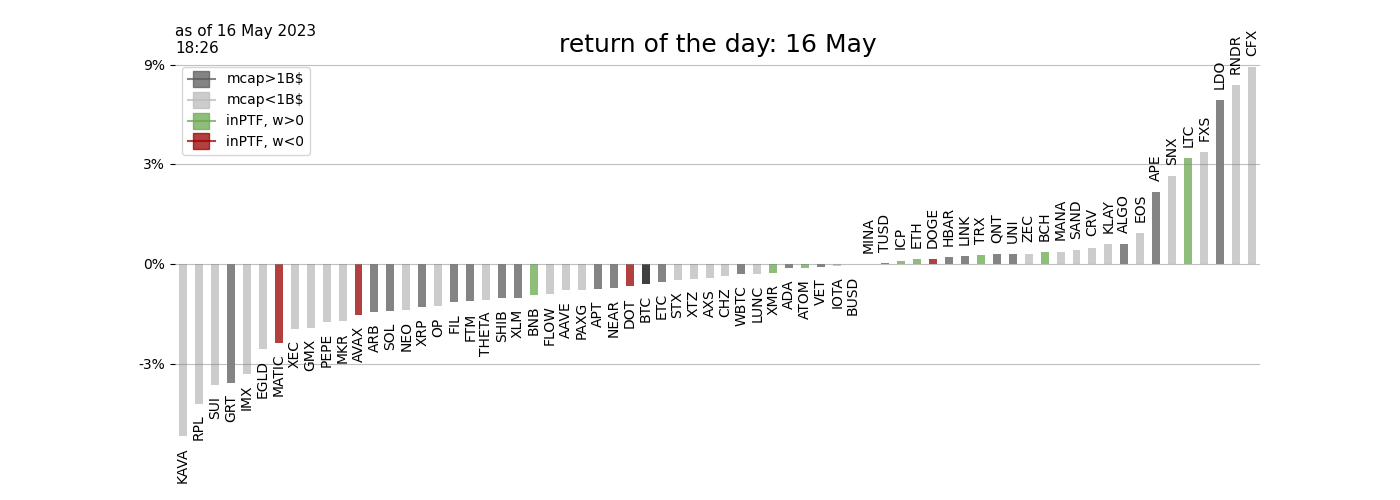 as of 16 May 2023
18:26
return of the day: 16 May
9%
3%
0%
-3%
mcap>1B$
mcap<1B$
inPTF, w>0
inPTF, w<0
KAVA
RPL
SUI
GRT
IMX
EGLD
MATIC
XEC
GMX
PEPE
MKR
AVAX
ARB
SOL
NEO
XRP
OP
FIL
FTM
THETA
SHIB
XLM
BNB
FLOW
AAVE
PAXG
APT
NEAR
DOT
BTC
ETC
STX
XTZ
AXS
CHZ
WBTC
LUNC
XMR
ADA
ATOM
VET
IOTA
BUSD
MINA
TUSD
ICP
ETH
DOGE
HBAR
LINK
TRX
QNT
UNI
ZEC
BCH
MANA
SAND
CRV
KLAY
ALGO
EOS
APE
SNX
LTC
FXS
LDO
RNDR
CFX